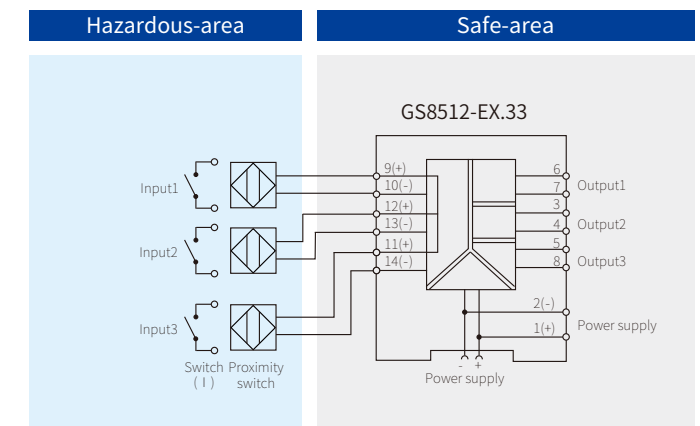 Hazardous-area
Safe-area
GS8512-EX.33
Input1
9(+)
10(-)
6
7
Output1
12(+)
13(-)
3
4
Output2
Input2
11(+)
14(-)
5
8
Output3
2(-)
1(+)
Power supply
Input3
- +
Power supply
Switch
( I )
Proximity
switch